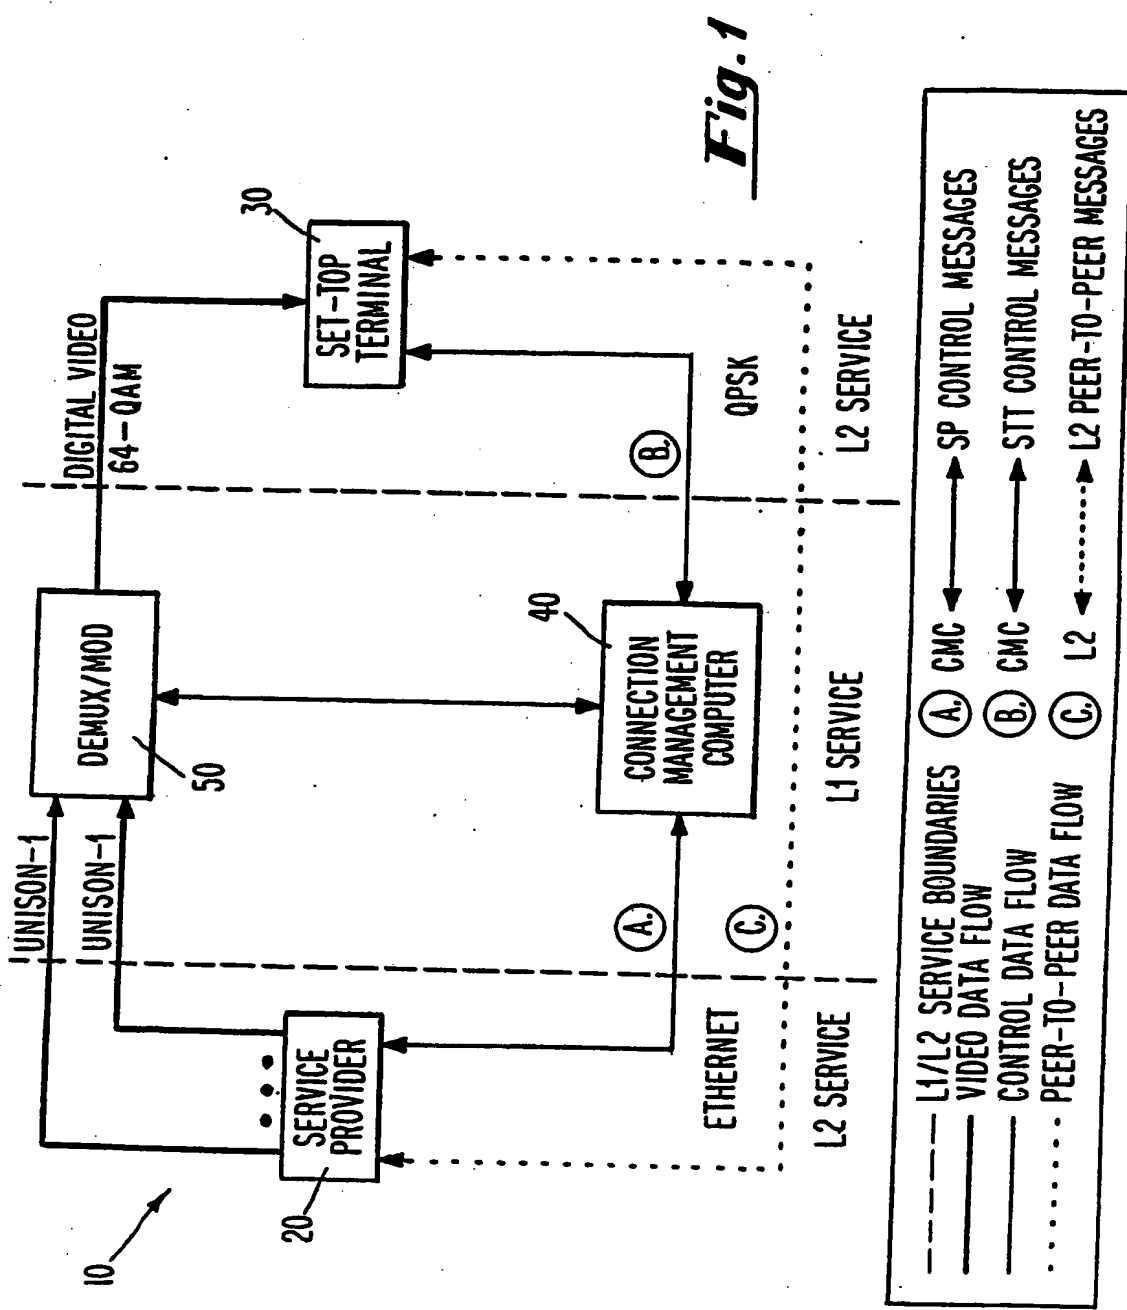 10
UNISON-1
UNISON-1
DIGITAL VIDEO
64-QAM
DEMUX/MOD
50
SERVICE
PROVIDER
20
SET-TOP
TERMINAL
30
CONNECTION
MANAGEMENT
COMPUTER
40
A.
B.
C.
ETHERNET
QPSK
L2 SERVICE
L1 SERVICE
L2 SERVICE
Fig. 1
L1/L2 SERVICE BOUNDARIES
VIDEO DATA FLOW
CONTROL DATA FLOW
PEER-TO-PEER DATA FLOW
A. CMC SP CONTROL MESSAGES
B. CMC STT CONTROL MESSAGES
C. L2 L2 PEER-TO-PEER MESSAGES